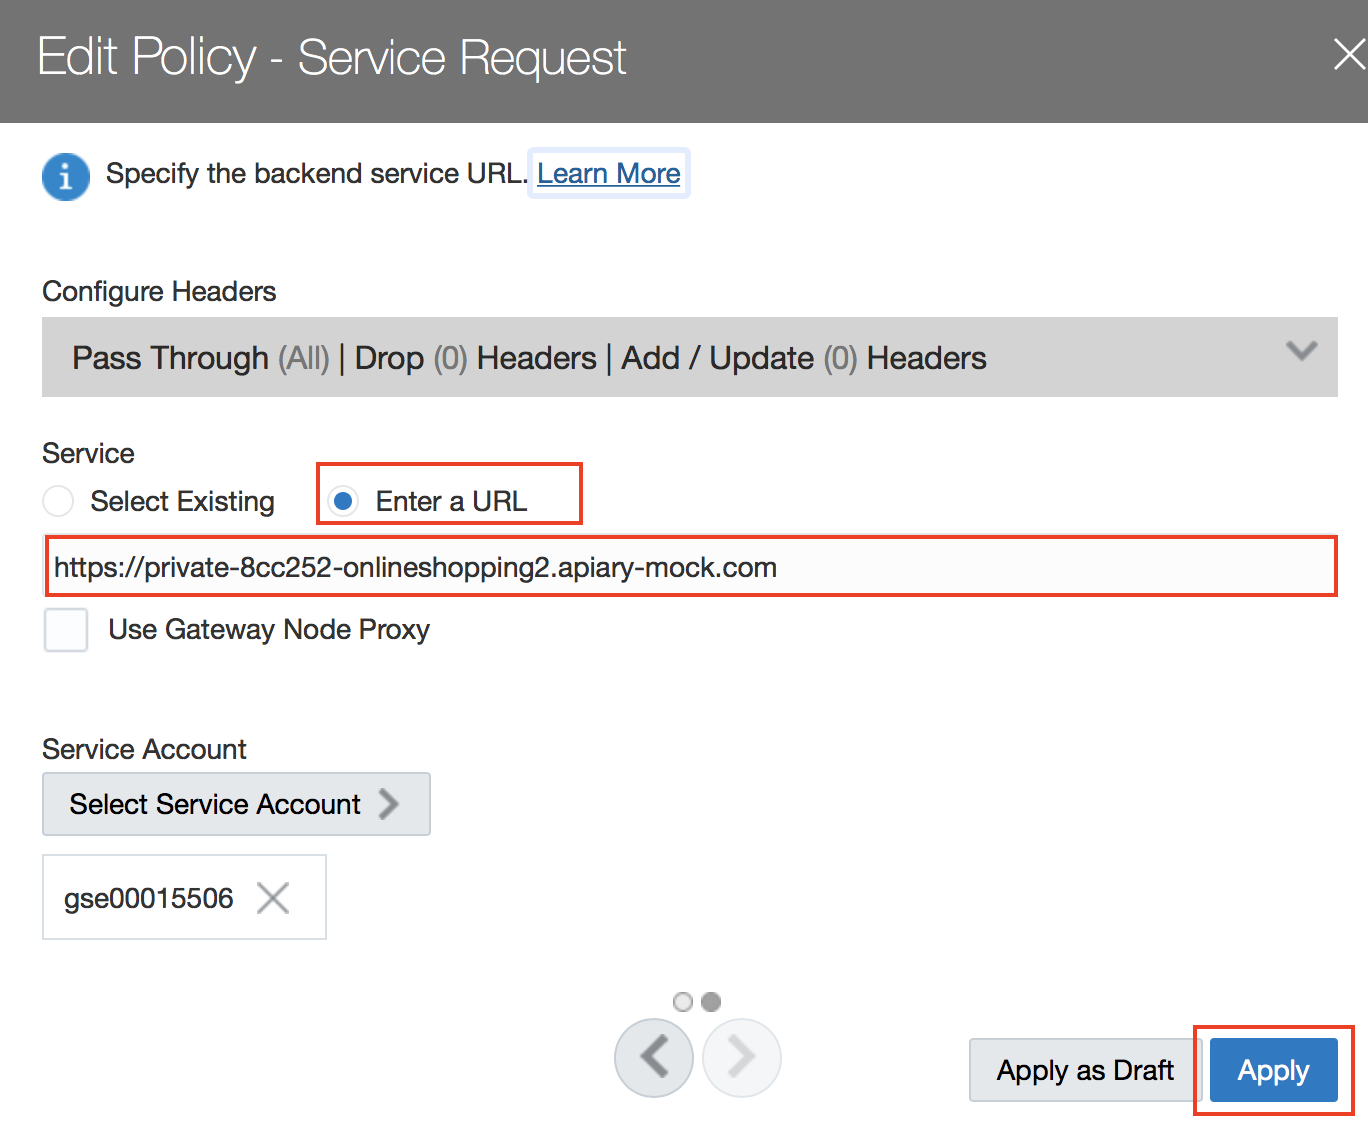 Edit Policy - Service Request
Specify the backend service URL. Learn More
Configure Headers
Pass Through (All) | Drop (0) Headers | Add / Update (0) Headers
Service
Select Existing
Enter a URL
https://private-8cc252-onlineshopping2.apiary-mock.com
Use Gateway Node Proxy
Service Account
Select Service Account
gse00015506
Apply as Draft
Apply